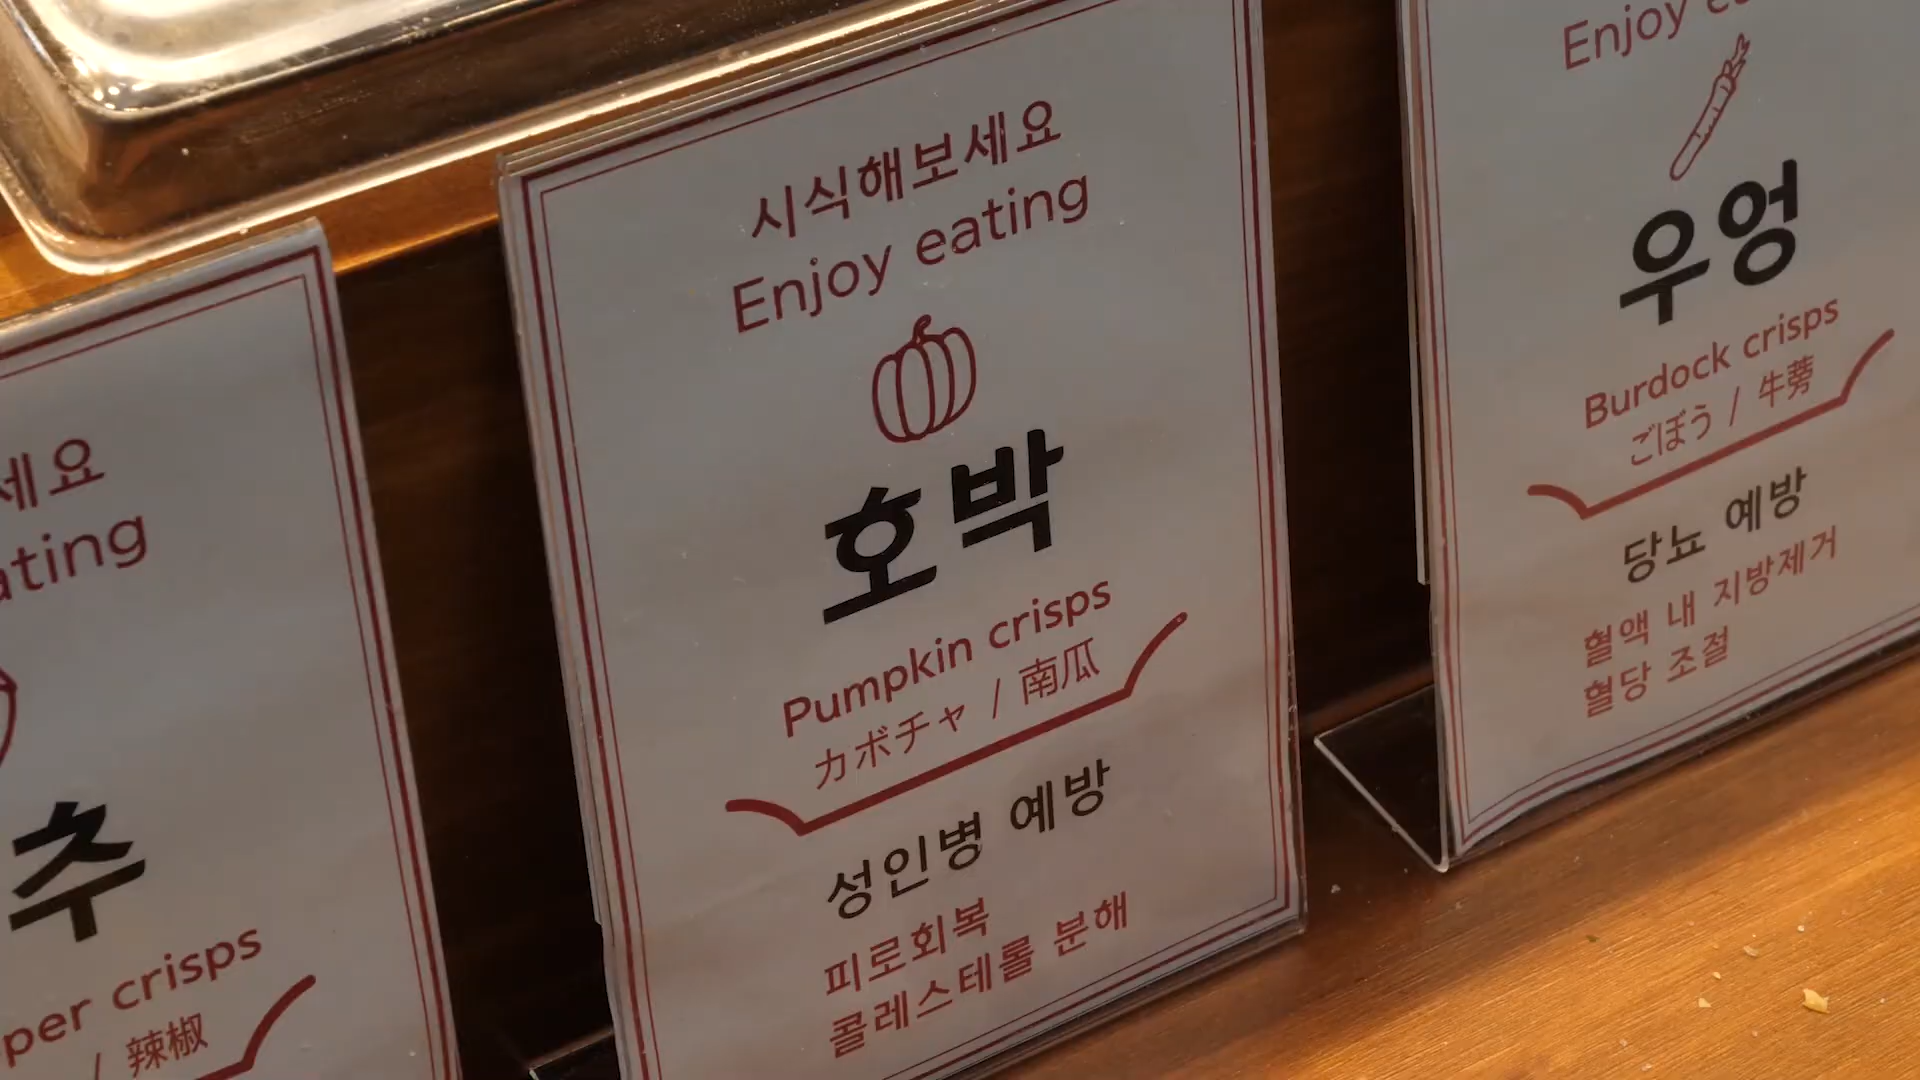 세요
ating
추
per crisps
/ 辣椒
시식해보세요
Enjoy eating
호박
Pumpkin crisps
カボチャ / 南瓜
성인병 예방
피로회복
콜레스테롤 분해
Enjoy
우엉
Burdock crisps
ごぼう / 牛蒡
당뇨 예방
혈액 내 지방제거
혈당 조절